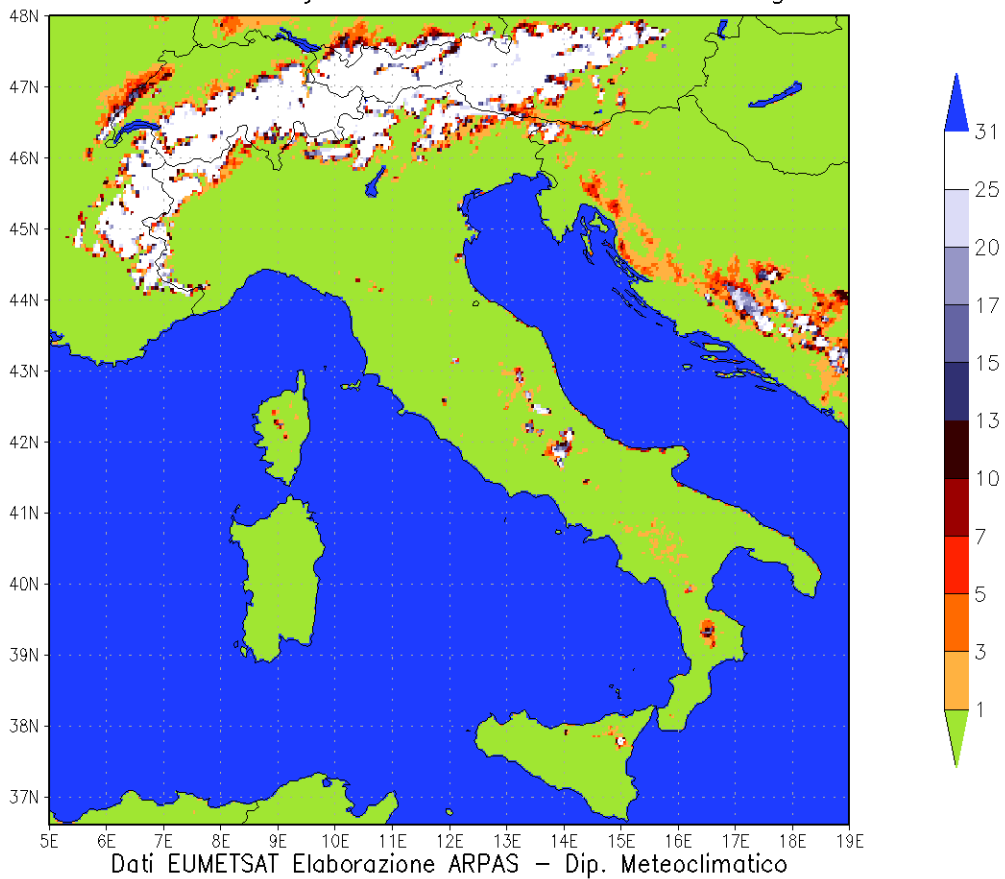 48N
47N
46N
45N
44N
43N
42N
41N
40N
39N
38N
37N
5E 6E 7E 8E 9E 10E 11E 12E 13E 14E 15E 16E 17E 18E 19E
31
25
20
17
15
13
10
7
5
3
1
Dati EUMETSAT Elaborazione ARPAS – Dip. Meteoclimatico